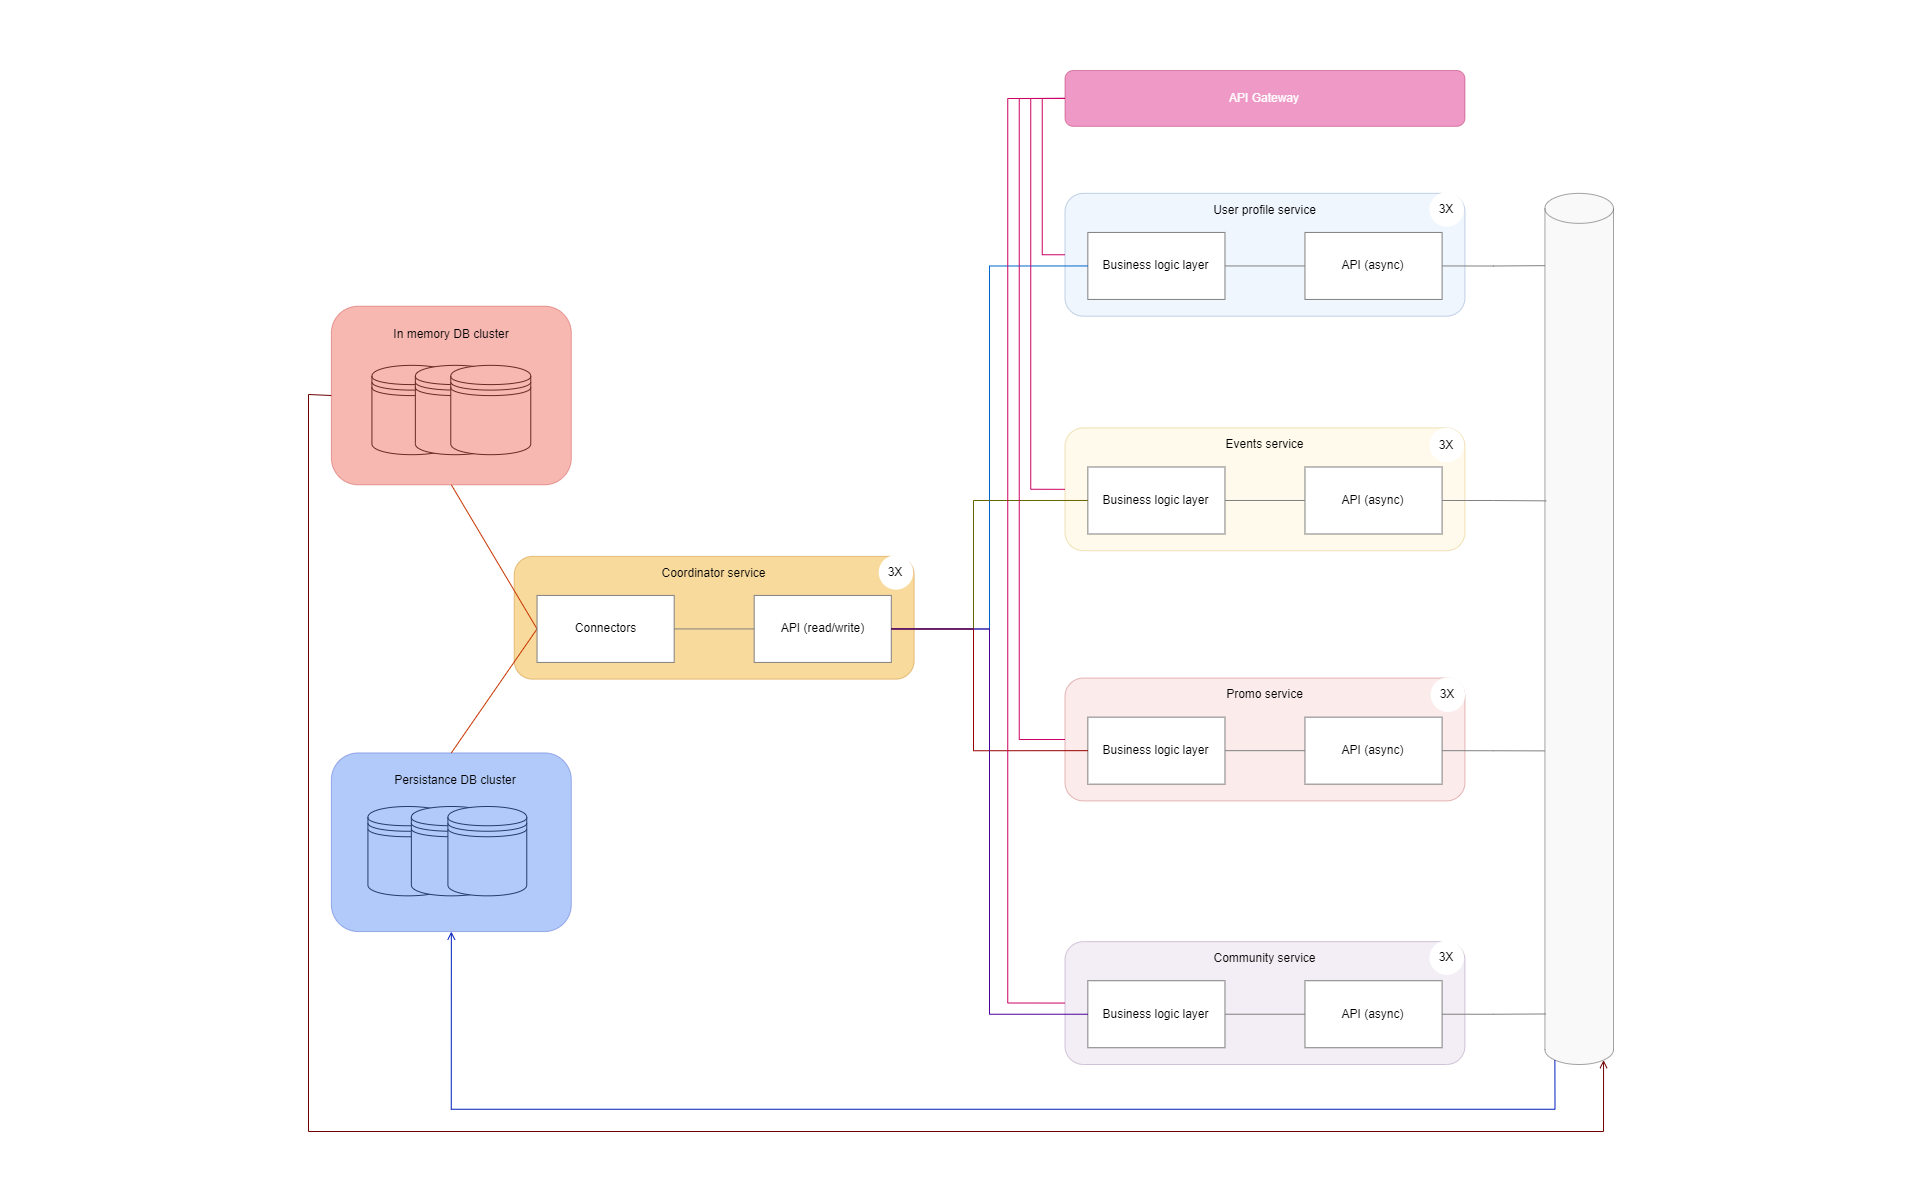 API Gateway
User profile service
3X
Business logic layer
API (async)
In memory DB cluster
Events service
3X
Business logic layer
API (async)
Coordinator service
3X
Connectors
API (read/write)
Promo service
3X
Business logic layer
API (async)
Persistance DB cluster
Community service
3X
Business logic layer
API (async)